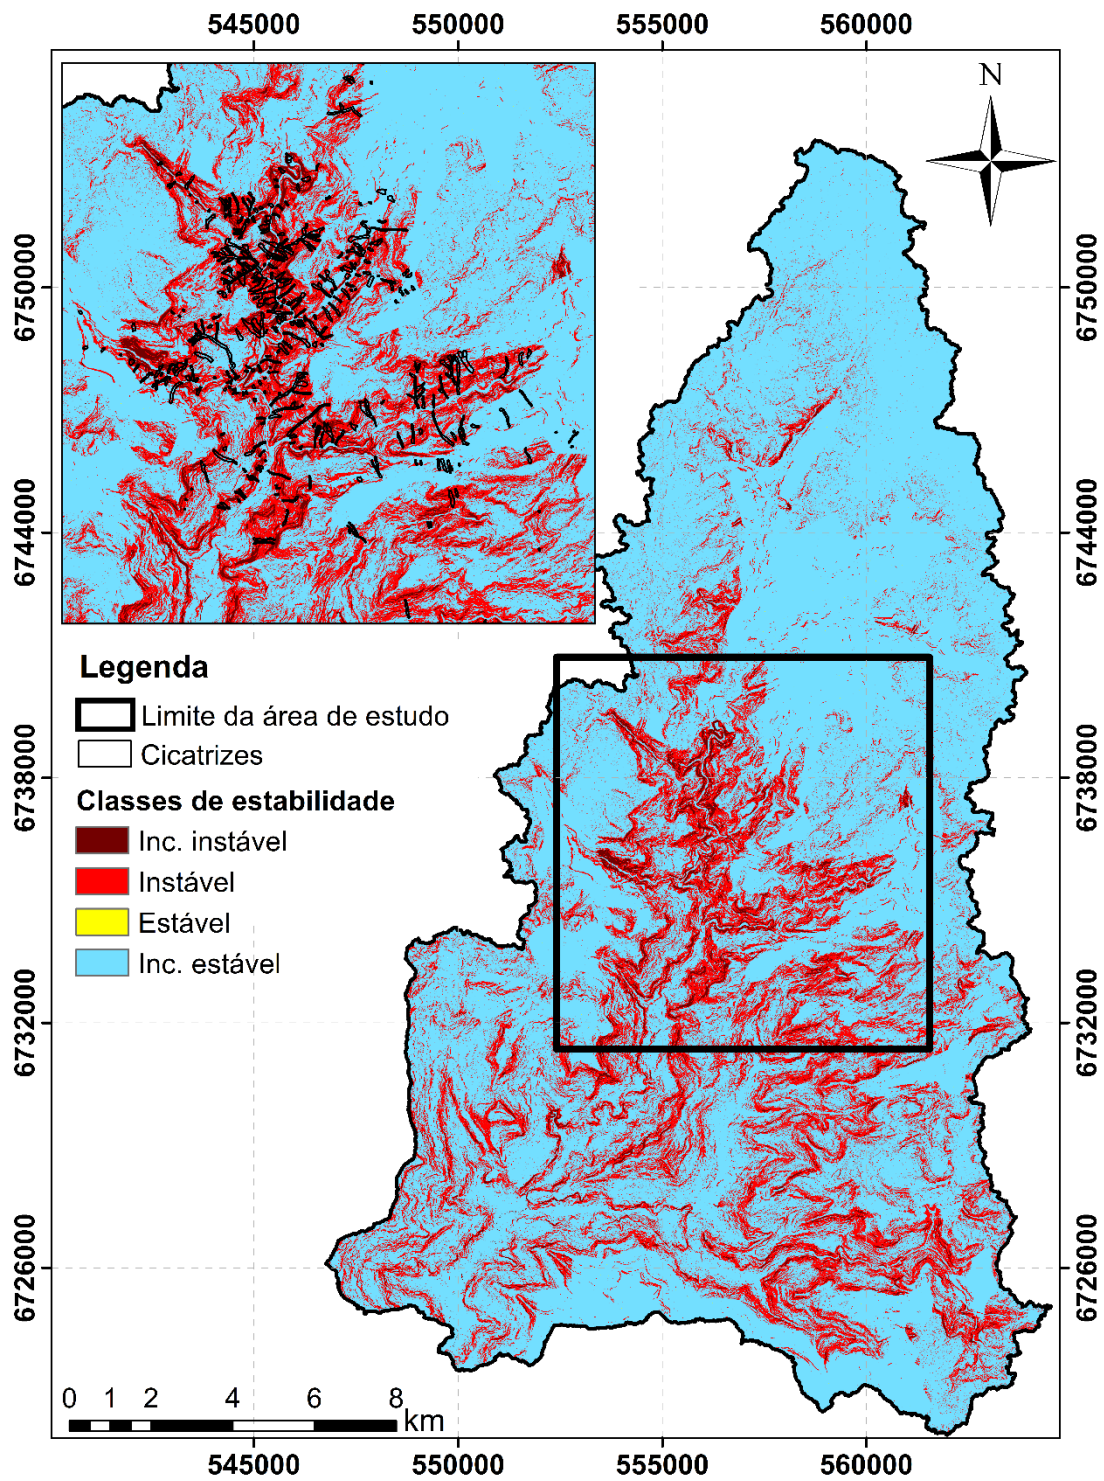 545000 550000 555000 560000
N
6750000
6744000
6738000
6732000
6726000
6750000
6744000
6738000
6732000
6726000
Legenda
Limite da área de estudo
Cicatrizes
Classes de estabilidade
Inc. instável
Instável
Estável
Inc. estável
0 1 2 4 6 8
km
545000 550000 555000 560000